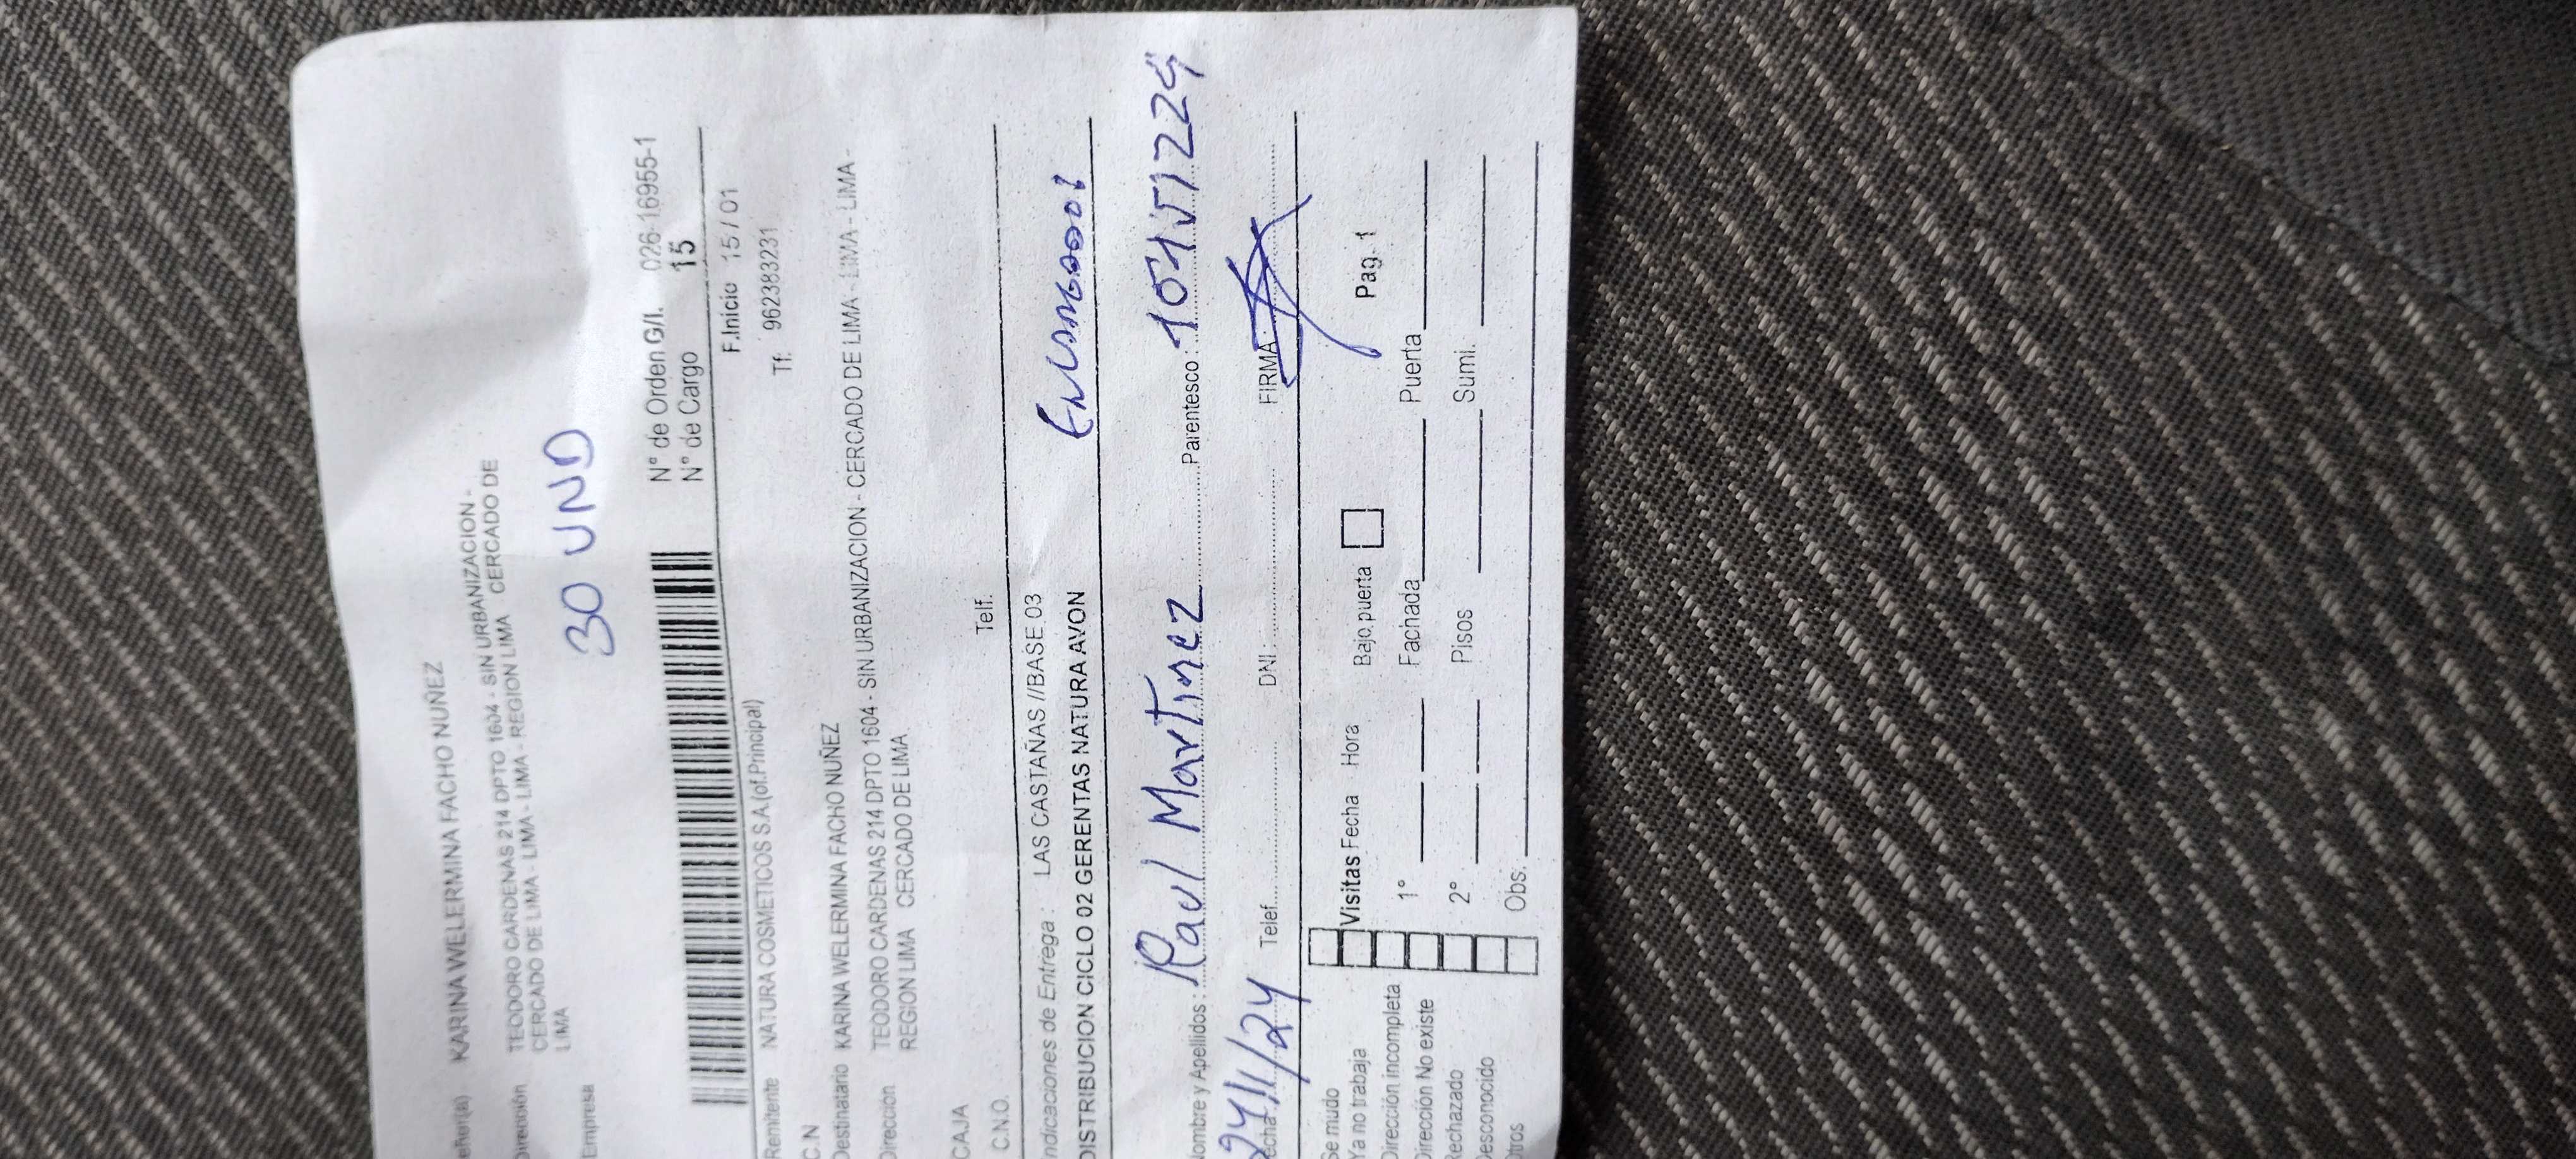 eñor(a) KARINA WELERMINA FACHO NUÑEZ
Dirección TEODORO CARDENAS 214 DPTO 1604 - SIN URBANIZACION -
CERCADO DE LIMA - LIMA - LIMA - REGION LIMA CERCADO DE
LIMA
Empresa
30 UND
N° de Orden G/I. 026-16955-1
N° de Cargo 15
Remitente NATURA COSMETICOS S.A.(of.Principal) F.Inicio 15/01
C.N Tf. 962383231
Destinatario KARINA WELERMINA FACHO NUÑEZ
Dirección TEODORO CARDENAS 214 DPTO 1604 - SIN URBANIZACION - CERCADO DE LIMA - LIMA - LIMA -
REGION LIMA CERCADO DE LIMA
CAJA
C.N.O. Telf.
Indicaciones de Entrega : LAS CASTAÑAS //BASE 03
DISTRIBUCION CICLO 02 GERENTAS NATURA AVON
Nombre y Apellidos : Raul Martinez Parentesco :
Fecha 24/11/24 Telef. DNI: FIRMA:
Se mudo
Ya no trabaja Visitas Fecha Hora Bajo puerta Pag. 1
Dirección incompleta
Dirección No existe 1° Fachada Puerta
Rechazado
Desconocido 2° Pisos Sumi.
Otros Obs: